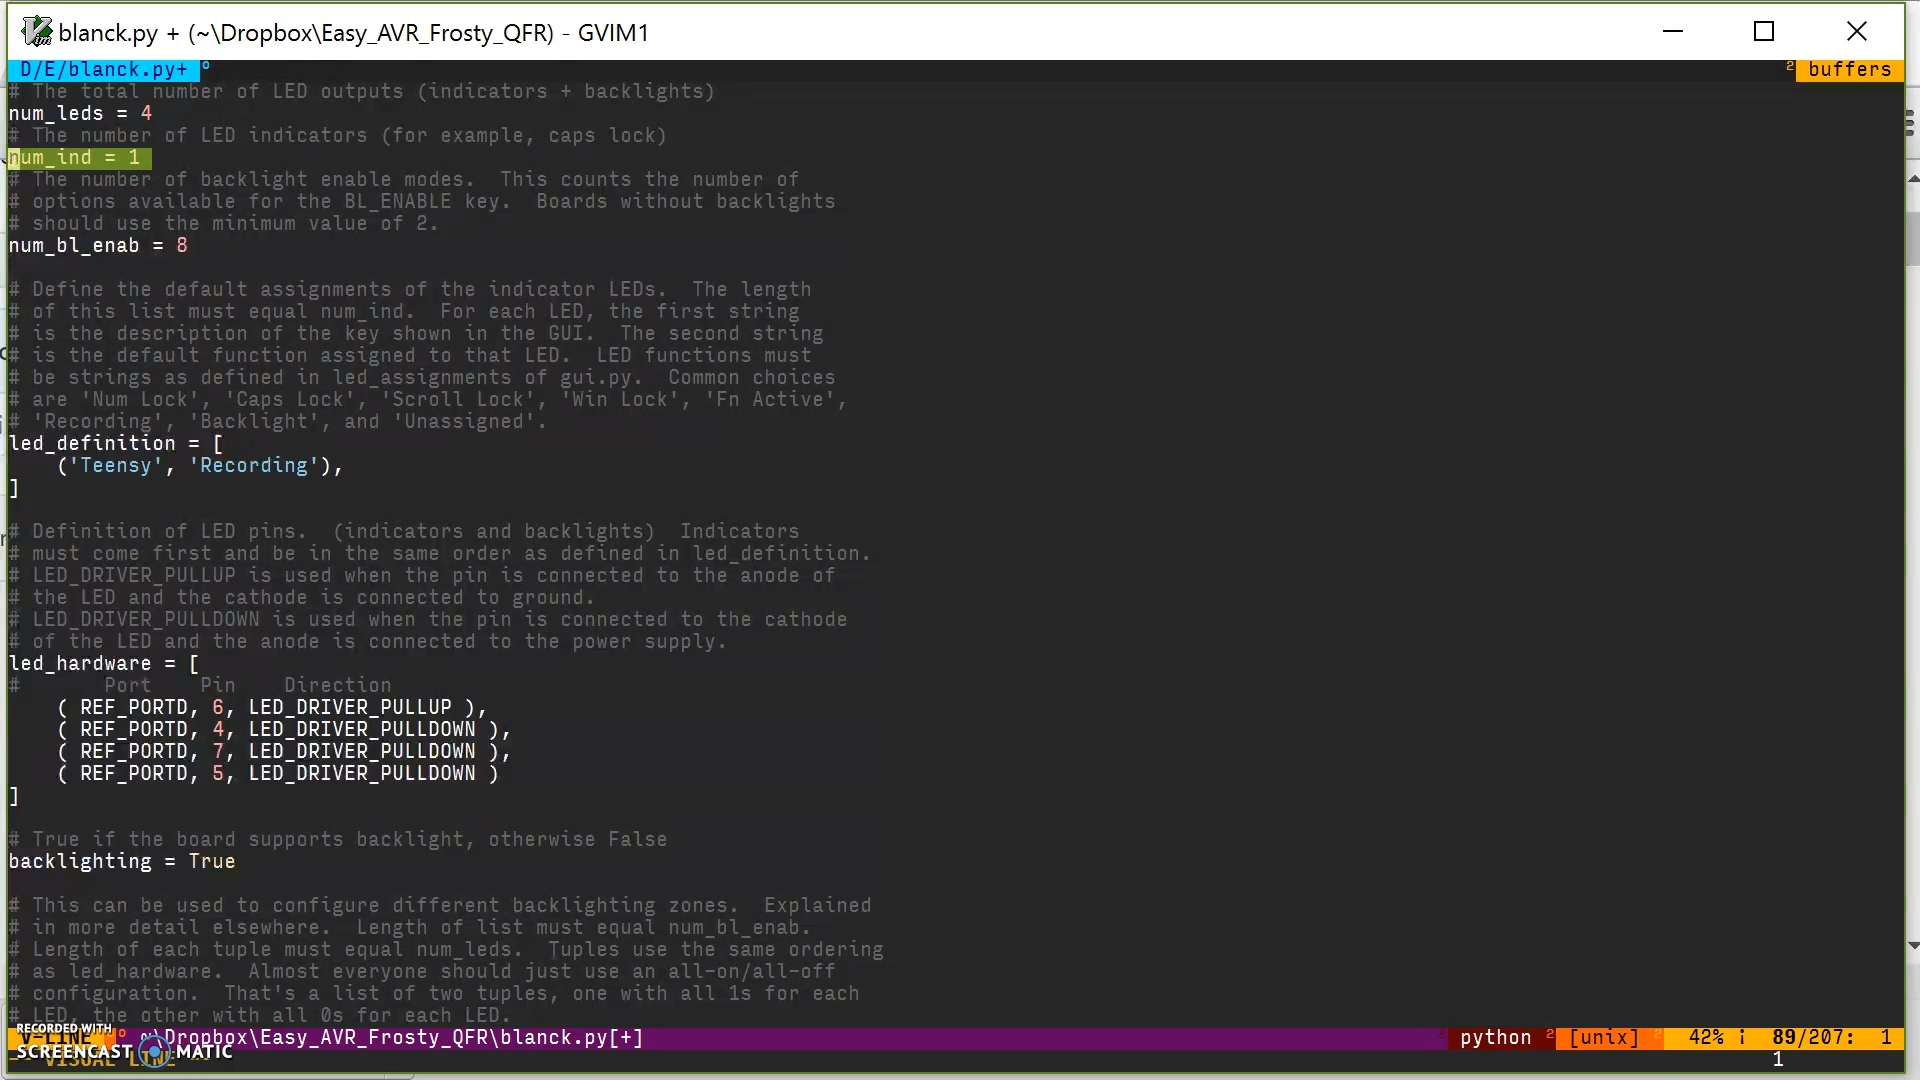 blanck.py + (~\Dropbox\Easy_AVR_Frosty_QFR) - GVIM1
D/E/blanck.py+
2 buffers
# The total number of LED outputs (indicators + backlights)
num_leds = 4
# The number of LED indicators (for example, caps lock)
num_ind = 1
# The number of backlight enable modes.  This counts the number of
# options available for the BL_ENABLE key.  Boards without backlights
# should use the minimum value of 2.
num_bl_enab = 8
# Define the default assignments of the indicator LEDs.  The length
# of this list must equal num_ind.  For each LED, the first string
# is the description of the key shown in the GUI.  The second string
# is the default function assigned to that LED.  LED functions must
# be strings as defined in led_assignments of gui.py.  Common choices
# are 'Num Lock', 'Caps Lock', 'Scroll Lock', 'Win Lock', 'Fn Active',
# 'Recording', 'Backlight', and 'Unassigned'.
led_definition = [
    ('Teensy', 'Recording'),
]
# Definition of LED pins.  (indicators and backlights)  Indicators
# must come first and be in the same order as defined in led_definition.
# LED_DRIVER_PULLUP is used when the pin is connected to the anode of
# the LED and the cathode is connected to ground.
# LED_DRIVER_PULLDOWN is used when the pin is connected to the cathode
# of the LED and the anode is connected to the power supply.
led_hardware = [
#       Port    Pin    Direction
    ( REF_PORTD, 6, LED_DRIVER_PULLUP ),
    ( REF_PORTD, 4, LED_DRIVER_PULLDOWN ),
    ( REF_PORTD, 7, LED_DRIVER_PULLDOWN ),
    ( REF_PORTD, 5, LED_DRIVER_PULLDOWN )
]
# True if the board supports backlight, otherwise False
backlighting = True
# This can be used to configure different backlighting zones.  Explained
# in more detail elsewhere.  Length of list must equal num_bl_enab.
# Length of each tuple must equal num_leds.  Tuples use the same ordering
# as led_hardware.  Almost everyone should just use an all-on/all-off
# configuration.  That's a list of two tuples, one with all 1s for each
# LED, the other with all 0s for each LED.
RECORDED WITH
SCREENCAST MATIC
V-LINE ~\Dropbox\Easy_AVR_Frosty_QFR\blanck.py[+]
python 2 [unix] 2 42% ¡ 89/207: 1
-- VISUAL LINE --
1